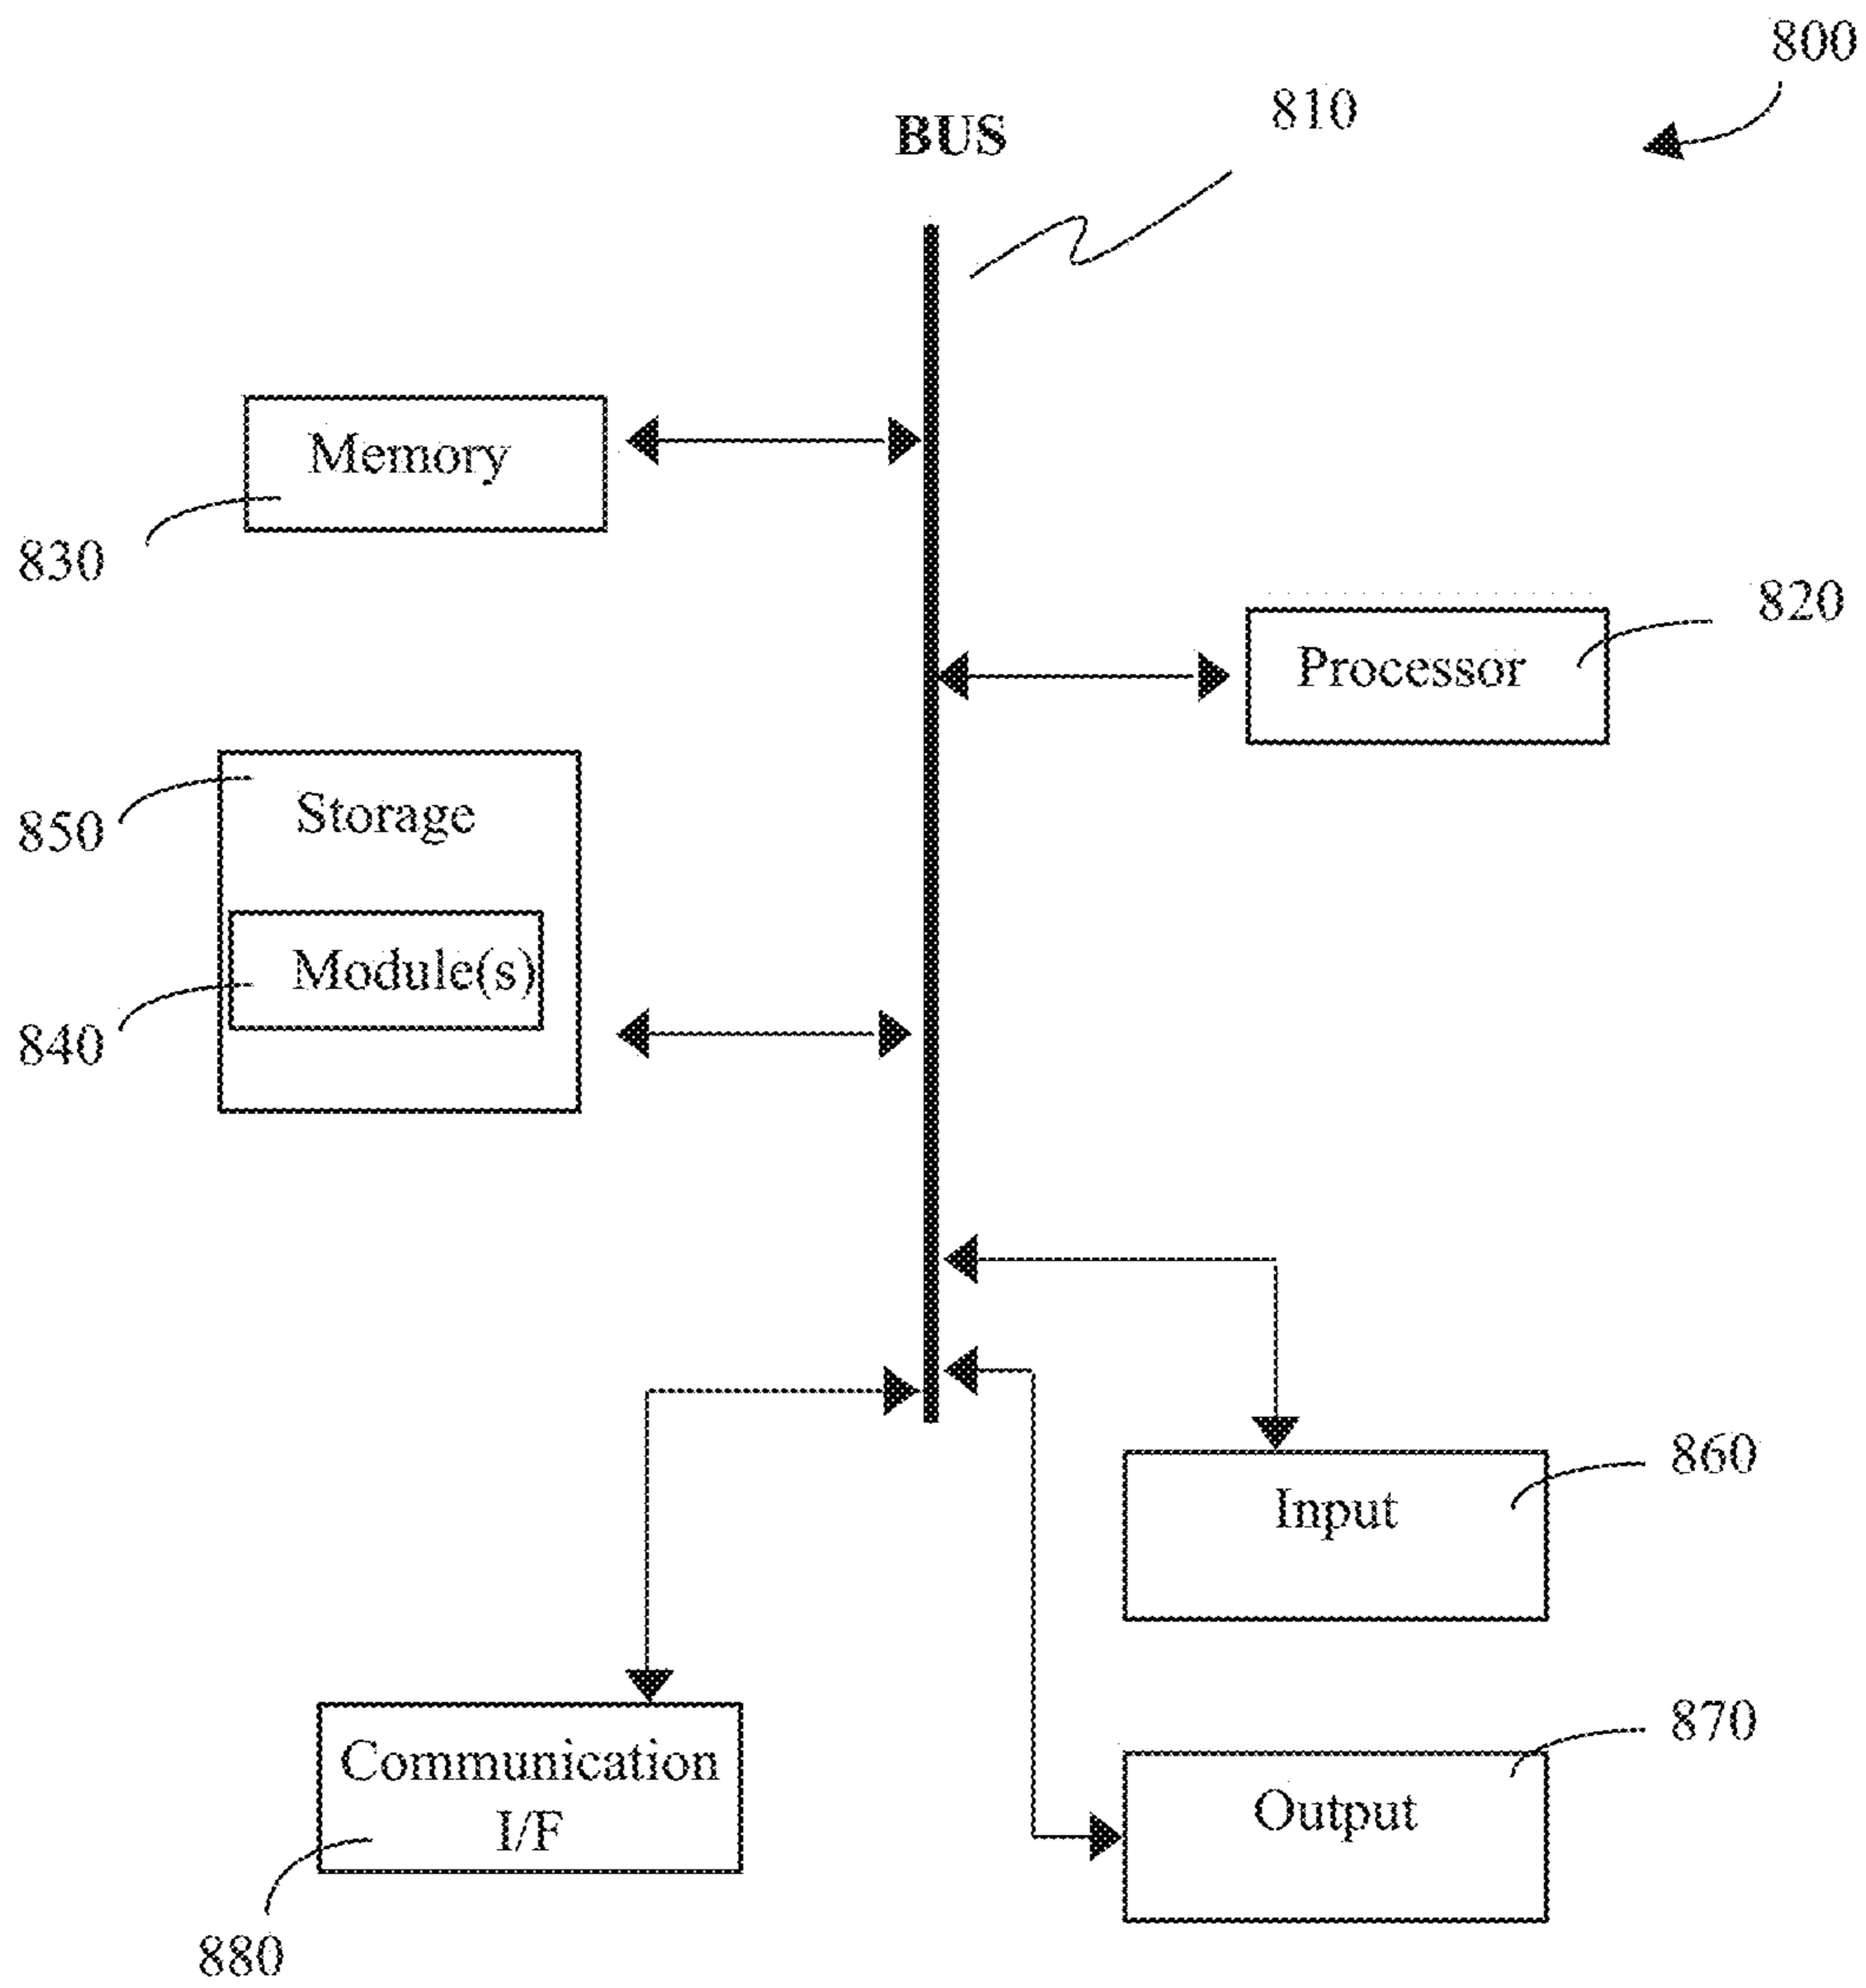 800
810
BUS
Memory
830
820
Processor
850
Storage
Module(s)
840
860
Input
870
Communication
I/F
Output
880